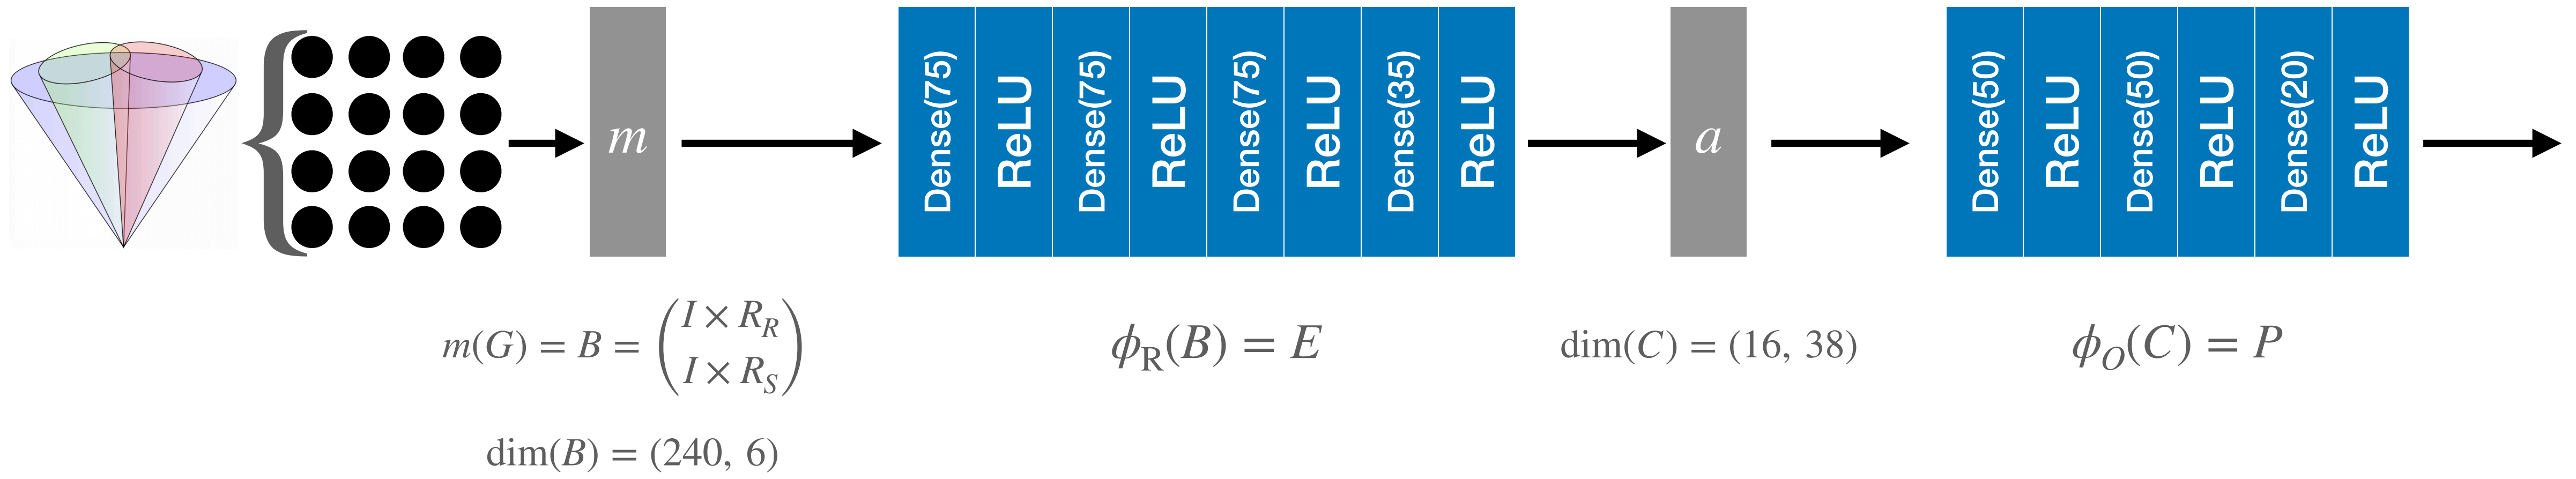 m
Dense(75)
ReLU
Dense(75)
ReLU
Dense(75)
ReLU
Dense(35)
ReLU
a
Dense(50)
ReLU
Dense(50)
ReLU
Dense(20)
ReLU
m(G) = B = (I × R_R
I × R_S)
ϕ_R(B) = E
dim(C) = (16, 38)
ϕ_O(C) = P
dim(B) = (240, 6)